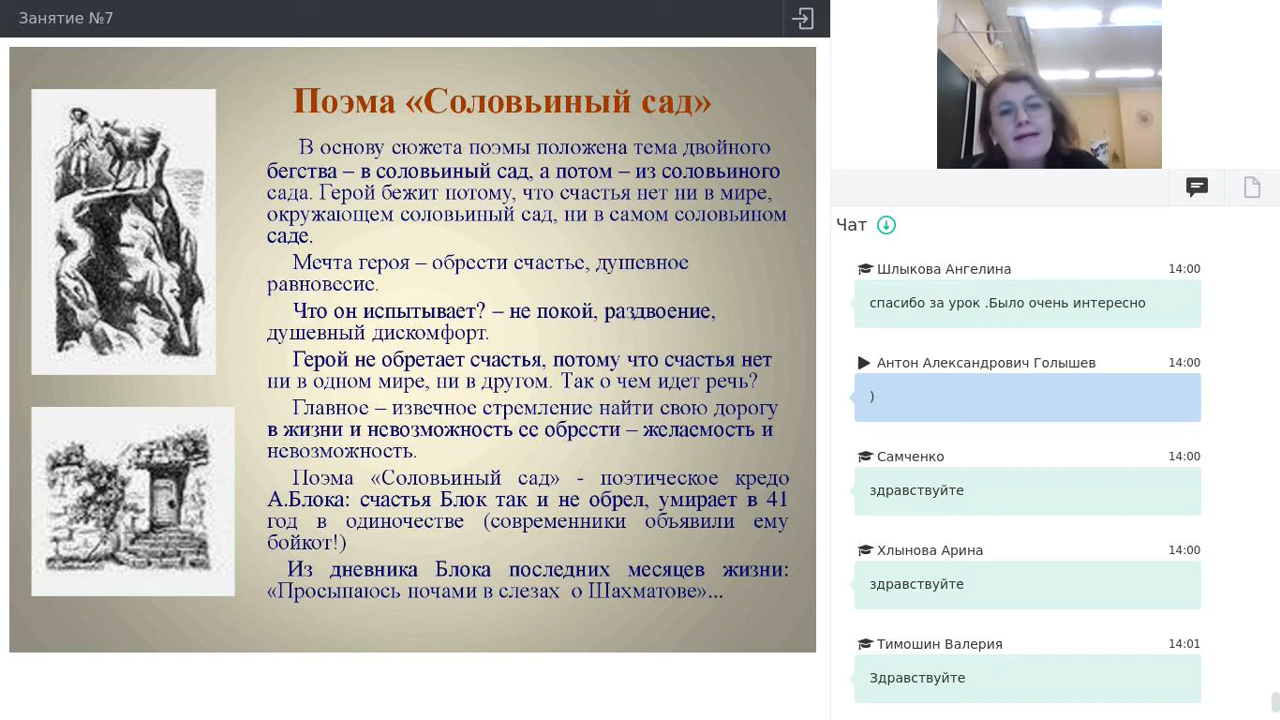 Занятие №7
Поэма «Соловьиный сад»
В основу сюжета поэмы положена тема двойного
бегства – в соловьиный сад, а потом – из соловьиного
сада. Герой бежит потому, что счастья нет ни в мире,
окружающем соловьиный сад, ни в самом соловьином
саде.
Мечта героя – обрести счастье, душевное
равновесие.
Что он испытывает? – не покой, раздвоение,
душевный дискомфорт.
Герой не обретает счастья, потому что счастья нет
ни в одном мире, ни в другом. Так о чем идет речь?
Главное – извечное стремление найти свою дорогу
в жизни и невозможность ее обрести – желаемость и
невозможность.
Поэма «Соловьиный сад» - поэтическое кредо
А.Блока: счастья Блок так и не обрел, умирает в 41
год в одиночестве (современники объявили ему
бойкот!)
Из дневника Блока последних месяцев жизни:
«Просыпаюсь ночами в слезах о Шахматове»...
Чат
Шлыкова Ангелина 14:00
спасибо за урок .Было очень интересно
Антон Александрович Голышев 14:00
)
Самченко 14:00
здравствуйте
Хлынова Арина 14:00
здравствуйте
Тимошин Валерия 14:01
Здравствуйте